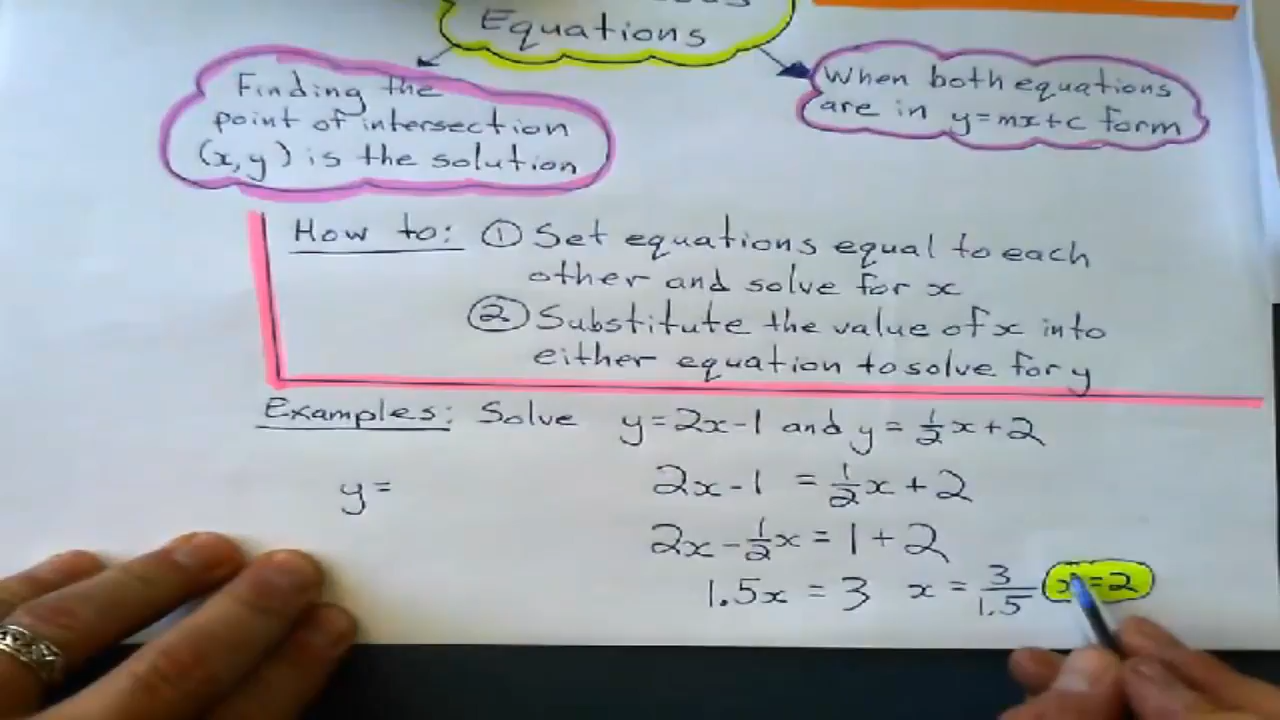 Equations
Finding the
point of intersection
(x,y) is the solution
When both equations
are in y=mx+c form
How to: ① Set equations equal to each
other and solve for x
② Substitute the value of x into
either equation to solve for y
Examples: Solve y=2x-1 and y=½x+2
y=
2x-1 = ½x+2
2x-½x = 1+2
1.5x = 3 x = 3/1.5 x=2